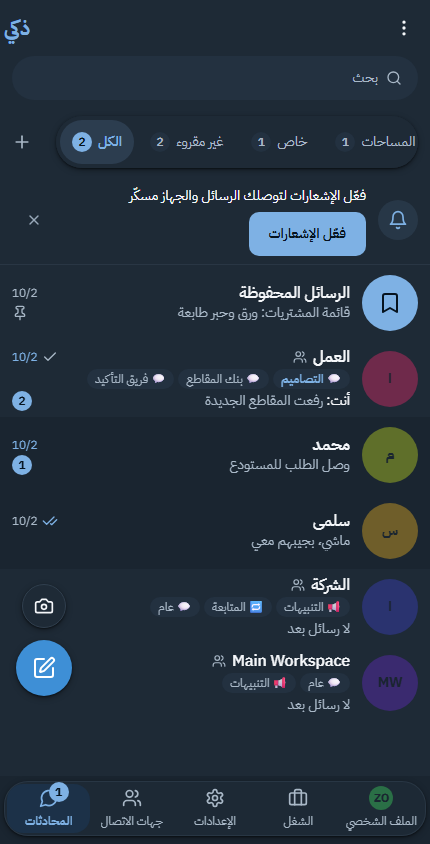 ذكي
بحث
المساحات 1 خاص 1 غير مقروء 2 الكل 2
فعّل الإشعارات لتوصلك الرسائل والجهاز مسكّر
فعّل الإشعارات
الرسائل المحفوظة 10/2
قائمة المشتريات: ورق وحبر طابعة
العمل 10/2
التصاميم بنك المقاطع فريق التأكيد
أنت: رفعت المقاطع الجديدة 2
محمد 10/2
وصل الطلب للمستودع 1
سلمى 10/2
ماشي، بجيبهم معي
الشركة
التنبيهات المتابعة عام
لا رسائل بعد
Main Workspace
عام التنبيهات
لا رسائل بعد
ا
م
س
ا
MW
ZO
1
الملف الشخصي الشغل الإعدادات جهات الاتصال المحادثات